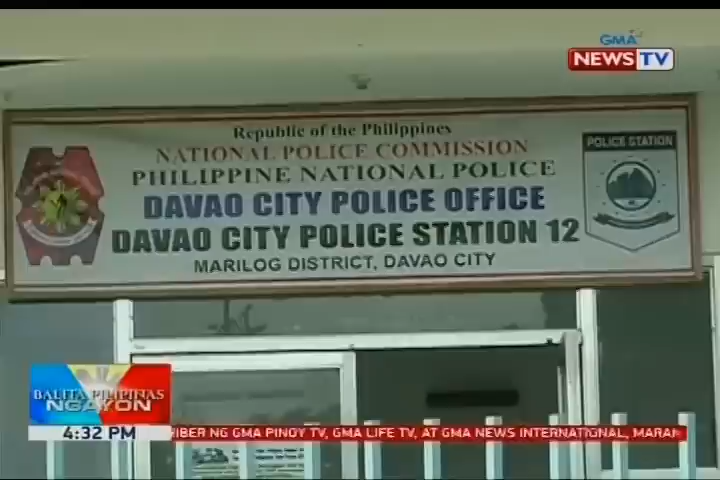 GMA
NEWS TV
Republic of the Philippines
NATIONAL POLICE COMMISSION
PHILIPPINE NATIONAL POLICE
DAVAO CITY POLICE OFFICE
DAVAO CITY POLICE STATION 12
MARILOG DISTRICT, DAVAO CITY
POLICE STATION
BALITA PILIPINAS
NGAYON
4:32 PM
RIBER NG GMA PINOY TV, GMA LIFE TV, AT GMA NEWS INTERNATIONAL, MARAM